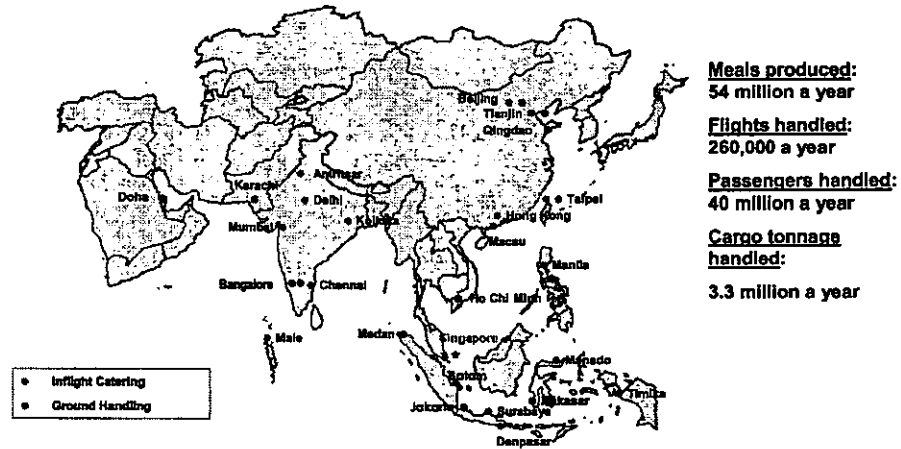 Beijing
Tianjin
Qingdao
Doha
Karachi
Amritsar
Delhi
Taipei
Mumbai
Kolkata
Hong Kong
Macau
Manila
Bangalore
Chennai
Ho Chi Minh
Male
Medan
Singapore
Manado
Batam
Jakarta
Surabaya
Makasar
Timika
Denpasar
Inflight Catering
Ground Handling
Meals produced:
54 million a year
Flights handled:
260,000 a year
Passengers handled:
40 million a year
Cargo tonnage
handled:
3.3 million a year